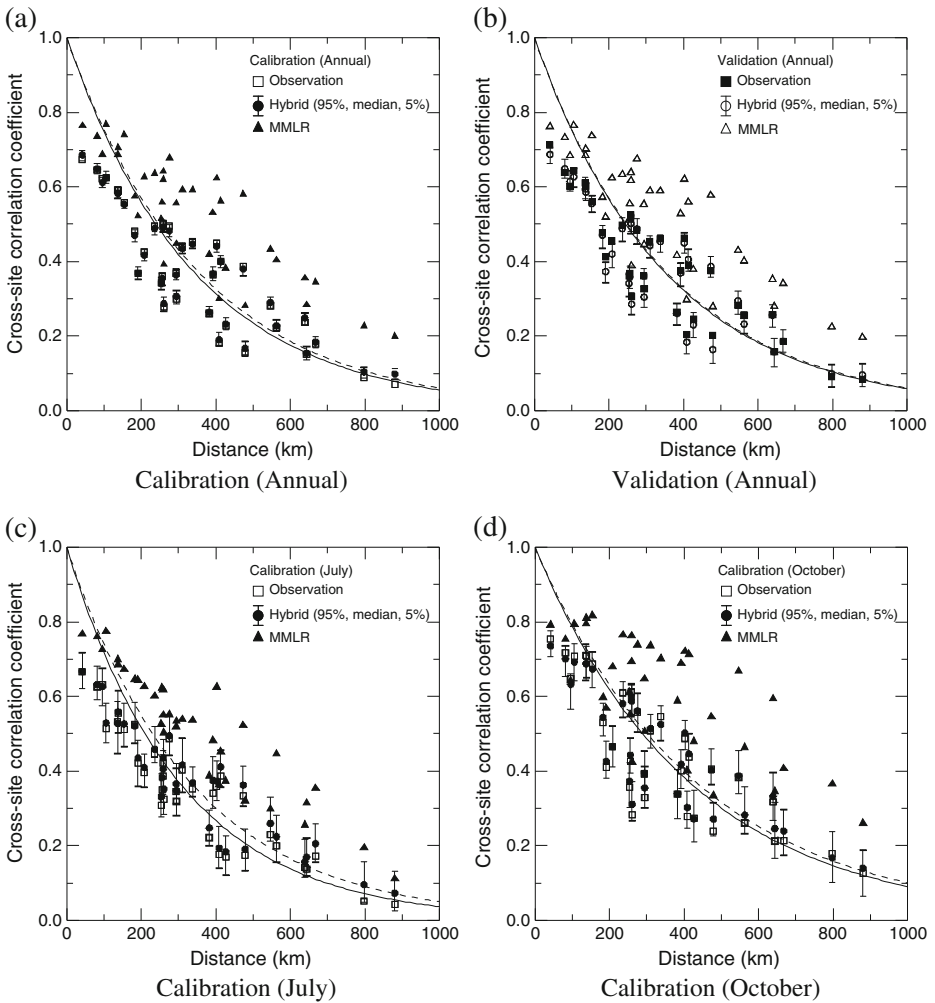 (a)
Calibration (Annual)
Observation
Hybrid (95%, median, 5%)
MMLR
1.0
0.8
0.6
0.4
0.2
0.0
Cross-site correlation coefficient
0 200 400 600 800 1000
Distance (km)
Calibration (Annual)
(b)
Validation (Annual)
Observation
Hybrid (95%, median, 5%)
MMLR
1.0
0.8
0.6
0.4
0.2
0.0
Cross-site correlation coefficient
0 200 400 600 800 1000
Distance (km)
Validation (Annual)
(c)
Calibration (July)
Observation
Hybrid (95%, median, 5%)
MMLR
1.0
0.8
0.6
0.4
0.2
0.0
Cross-site correlation coefficient
0 200 400 600 800 1000
Distance (km)
Calibration (July)
(d)
Calibration (October)
Observation
Hybrid (95%, median, 5%)
MMLR
1.0
0.8
0.6
0.4
0.2
0.0
Cross-site correlation coefficient
0 200 400 600 800 1000
Distance (km)
Calibration (October)